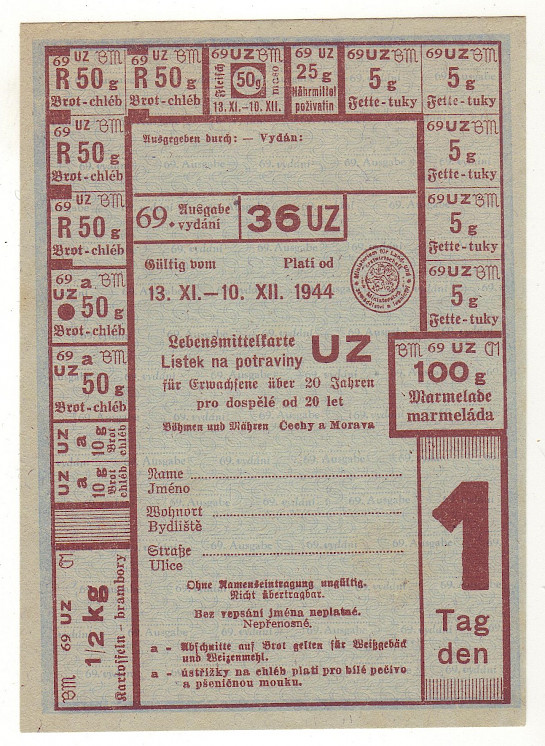 69 UZ BM
R 50 g
Brot-chléb
69 UZ BM
R 50 g
Brot-chléb
69 UZ BM
Fleisch 50g maso
13. XI.-10. XII.
69 UZ
25 g
Nährmittel
poživatin
69 UZ BM
5 g
Fette-tuky
69 UZ BM
5 g
Fette-tuky
69 UZ BM
R 50 g
Brot-chléb
69 UZ BM
R 50 g
Brot-chléb
69 a BM
UZ
50 g
Brot-chléb
69 a BM
UZ
50 g
Brot-chléb
UZ a 10 g Brot chléb
UZ a 10 g Brot chléb
BM 69 UZ M
1/2 kg
Kartoffeln - brambory
Ausgegeben durch: — Vydán:
69. Ausgabe
vydání
36 UZ
Gültig vom Platí od
13. XI.—10. XII. 1944
Lebensmittelkarte
Lístek na potraviny UZ
für Erwachsene über 20 Jahren
pro dospělé od 20 let
Böhmen und Mähren Čechy a Morava
Name
Jméno
Wohnort
Bydliště
Straße
Ulice
Ohne Namenseintragung ungültig.
Nicht übertragbar.
Bez vepsání jména neplatné.
Nepřenosné.
a - Abschnitte auf Brot gelten für Weißgebäck
und Weizenmehl.
a - ústřižky na chléb platí pro bílé pečivo
a pšeničnou mouku.
69 UZ BM
5 g
Fette-tuky
69 UZ BM
5 g
Fette-tuky
69 UZ BM
5 g
Fette-tuky
BM 69 UZ M
100 g
Marmelade
marmeláda
1
Tag
den